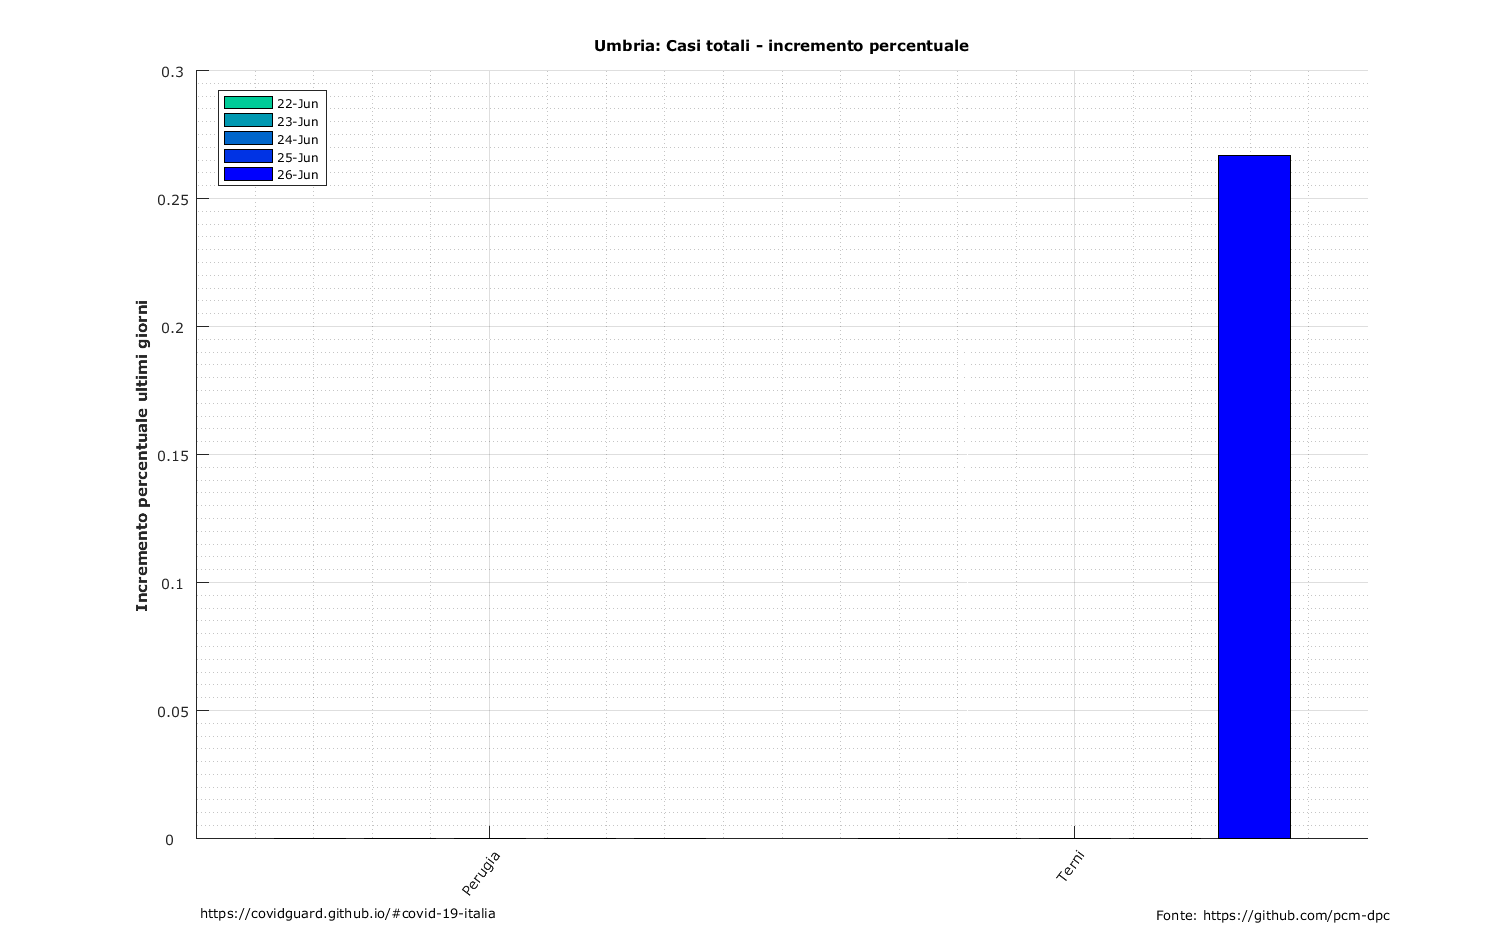 Umbria: Casi totali - incremento percentuale
0.3
0.25
0.2
0.15
0.1
0.05
0
Incremento percentuale ultimi giorni
22-Jun
23-Jun
24-Jun
25-Jun
26-Jun
Perugia
Terni
https://covidguard.github.io/#covid-19-italia
Fonte: https://github.com/pcm-dpc